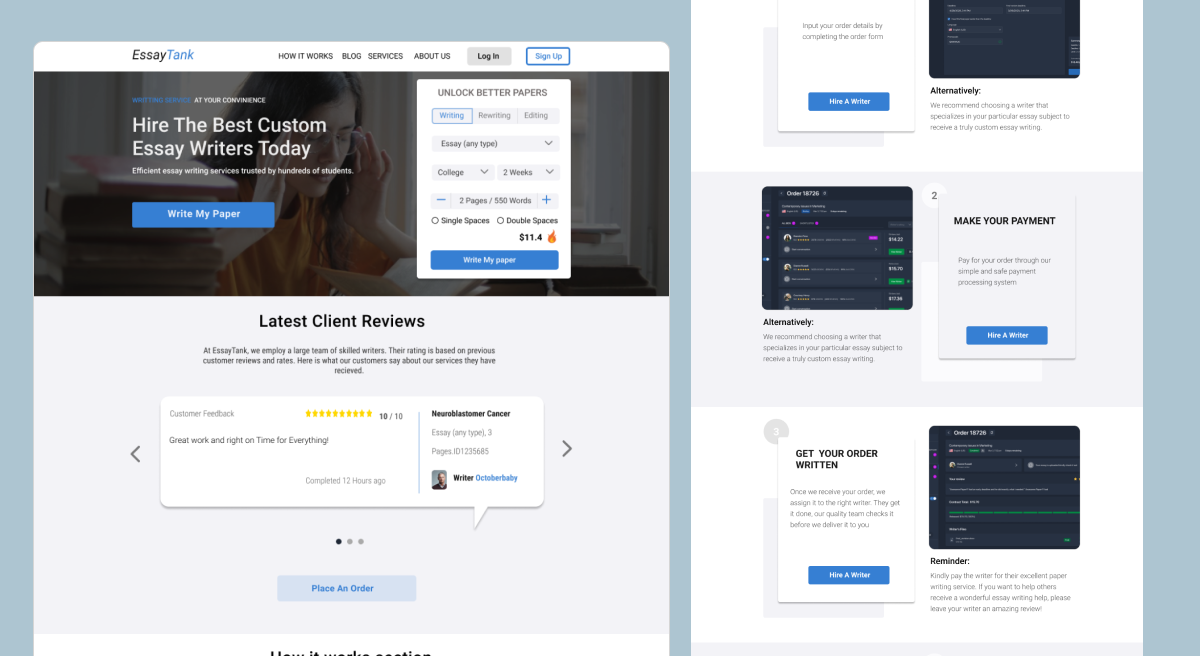 EssayTank
HOW IT WORKS BLOG SERVICES ABOUT US Log In Sign Up
WRITTING SERVICE AT YOUR CONVINIENCE
Hire The Best Custom
Essay Writers Today
Efficient essay writing services trusted by hundreds of students.
Write My Paper
UNLOCK BETTER PAPERS
Writing Rewriting Editing
Essay (any type)
College 2 Weeks
2 Pages / 550 Words
Single Spaces Double Spaces
$11.4
Write My paper
Latest Client Reviews
At EssayTank, we employ a large team of skilled writers. Their rating is based on previous
customer reviews and rates. Here is what our customers say about our services they have
recieved.
Customer Feedback 10 / 10
Great work and right on Time for Everything!
Completed 12 Hours ago
Neuroblastomer Cancer
Essay (any type), 3
Pages.ID1235685
Writer Octoberbaby
Place An Order
How it works section
Input your order details by
completing the order form
Hire A Writer
Alternatively:
We recommend choosing a writer that
specializes in your particular essay subject to
receive a truly custom essay writing.
Order 18726
$14.22
$15.70
$17.56
Alternatively:
We recommend choosing a writer that
specializes in your particular essay subject to
receive a truly custom essay writing.
2
MAKE YOUR PAYMENT
Pay for your order through our
simple and safe payment
processing system
Hire A Writer
3
GET YOUR ORDER
WRITTEN
Once we receive your order, we
assign it to the right writer. They get
it done, our quality team checks it
before we deliver it to you
Hire A Writer
Order 18726
Reminder:
Kindly pay the writer for their excellent paper
writing service. If you want to help others
receive a wonderful essay writing help, please
leave your writer an amazing review!